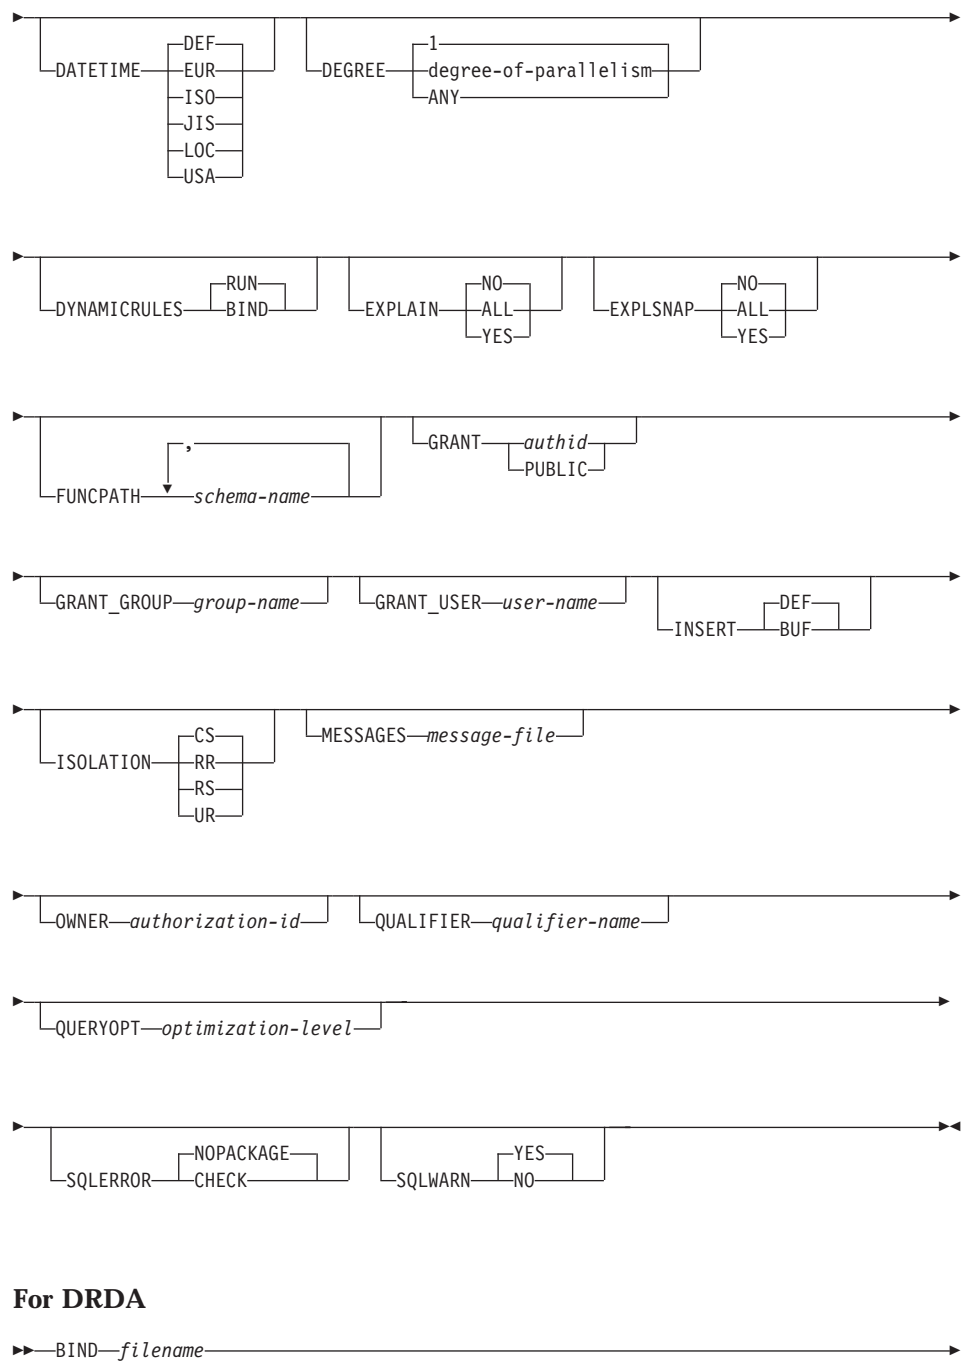 DEF 1
DATETIME EUR DEGREE degree-of-parallelism
ISO ANY
JIS
LOC
USA
RUN NO NO
DYNAMICRULES BIND EXPLAIN ALL EXPLSNAP ALL
YES YES
, GRANT authid
PUBLIC
FUNCPATH schema-name
GRANT_GROUP group-name GRANT_USER user-name DEF
INSERT BUF
CS MESSAGES message-file
ISOLATION RR
RS
UR
OWNER authorization-id QUALIFIER qualifier-name
QUERYOPT optimization-level
NOPACKAGE YES
SQLERROR CHECK SQLWARN NO
For DRDA
BIND filename